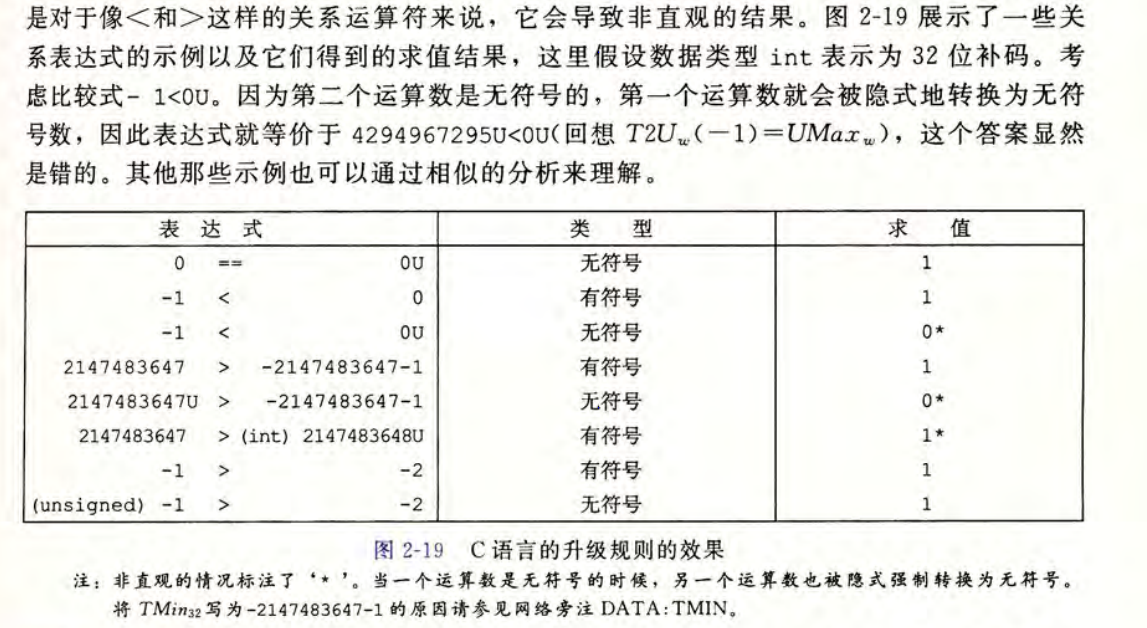 是对于像＜和＞这样的关系运算符来说，它会导致非直观的结果。图 2-19 展示了一些关
系表达式的示例以及它们得到的求值结果，这里假设数据类型 int 表示为 32 位补码。考
虑比较式- 1<0U。因为第二个运算数是无符号的，第一个运算数就会被隐式地转换为无符
号数，因此表达式就等价于 4294967295U<0U(回想 T2Uw(－1)＝UMaxw)，这个答案显然
是错的。其他那些示例也可以通过相似的分析来理解。
表 达 式 类 型 求 值
0 == 0U 无符号 1
-1 < 0 有符号 1
-1 < 0U 无符号 0*
2147483647 > -2147483647-1 有符号 1
2147483647U > -2147483647-1 无符号 0*
2147483647 > (int) 2147483648U 有符号 1*
-1 > -2 有符号 1
(unsigned) -1 > -2 无符号 1
图 2-19 C 语言的升级规则的效果
注：非直观的情况标注了‘*’。当一个运算数是无符号的时候，另一个运算数也被隐式强制转换为无符号。
将 TMin32写为-2147483647-1 的原因请参见网络旁注 DATA:TMIN。